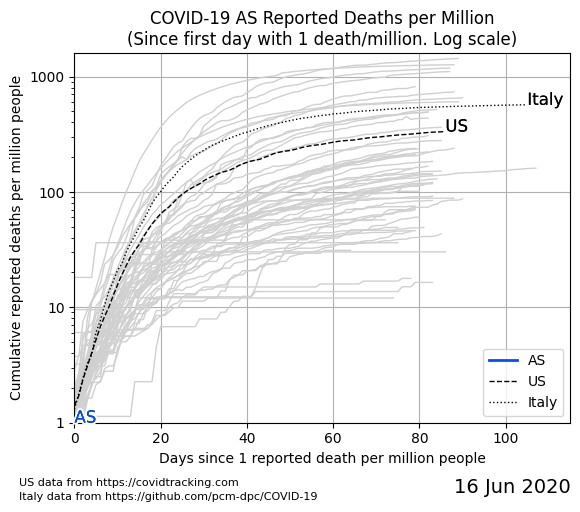 COVID-19 AS Reported Deaths per Million
(Since first day with 1 death/million. Log scale)
Cumulative reported deaths per million people
1000
100
10
1
Italy
US
AS
AS
US
Italy
0 20 40 60 80 100
Days since 1 reported death per million people
US data from https://covidtracking.com
Italy data from https://github.com/pcm-dpc/COVID-19
16 Jun 2020